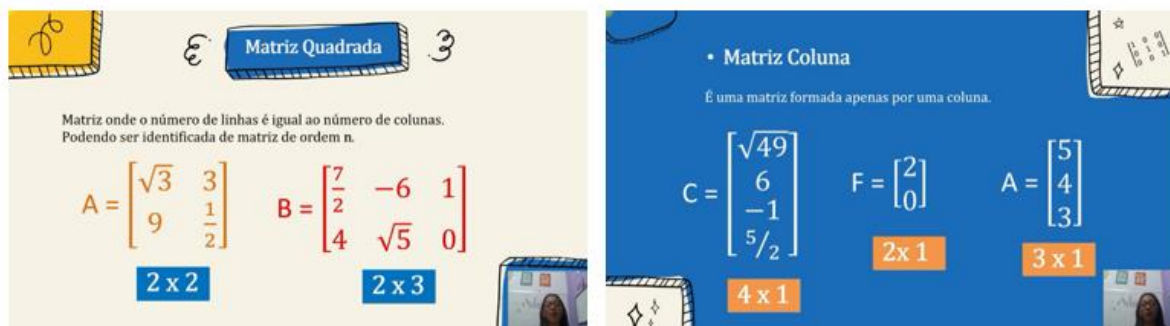 Matriz Quadrada
Matriz onde o número de linhas é igual ao número de colunas.
Podendo ser identificada de matriz de ordem n.
A = [√3 3
9 1/2]
B = [7/2 −6 1
4 √5 0]
2 x 2
2 x 3
• Matriz Coluna
É uma matriz formada apenas por uma coluna.
C = [√49
6
−1
5/2]
F = [2
0]
A = [5
4
3]
4 x 1
2x 1
3 x 1